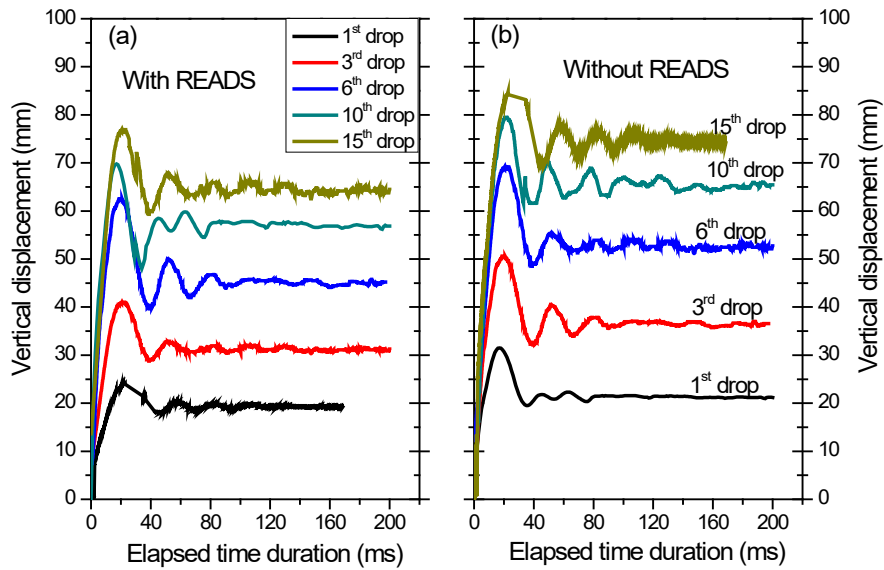 (a)
With READS
1st drop
3rd drop
6th drop
10th drop
15th drop
100
90
80
70
60
50
40
30
20
10
0
Vertical displacement (mm)
0 40 80 120 160 200
Elapsed time duration (ms)
(b)
Without READS
15th drop
10th drop
6th drop
3rd drop
1st drop
0 40 80 120 160 200
Elapsed time duration (ms)
100
90
80
70
60
50
40
30
20
10
0
Vertical displacement (mm)